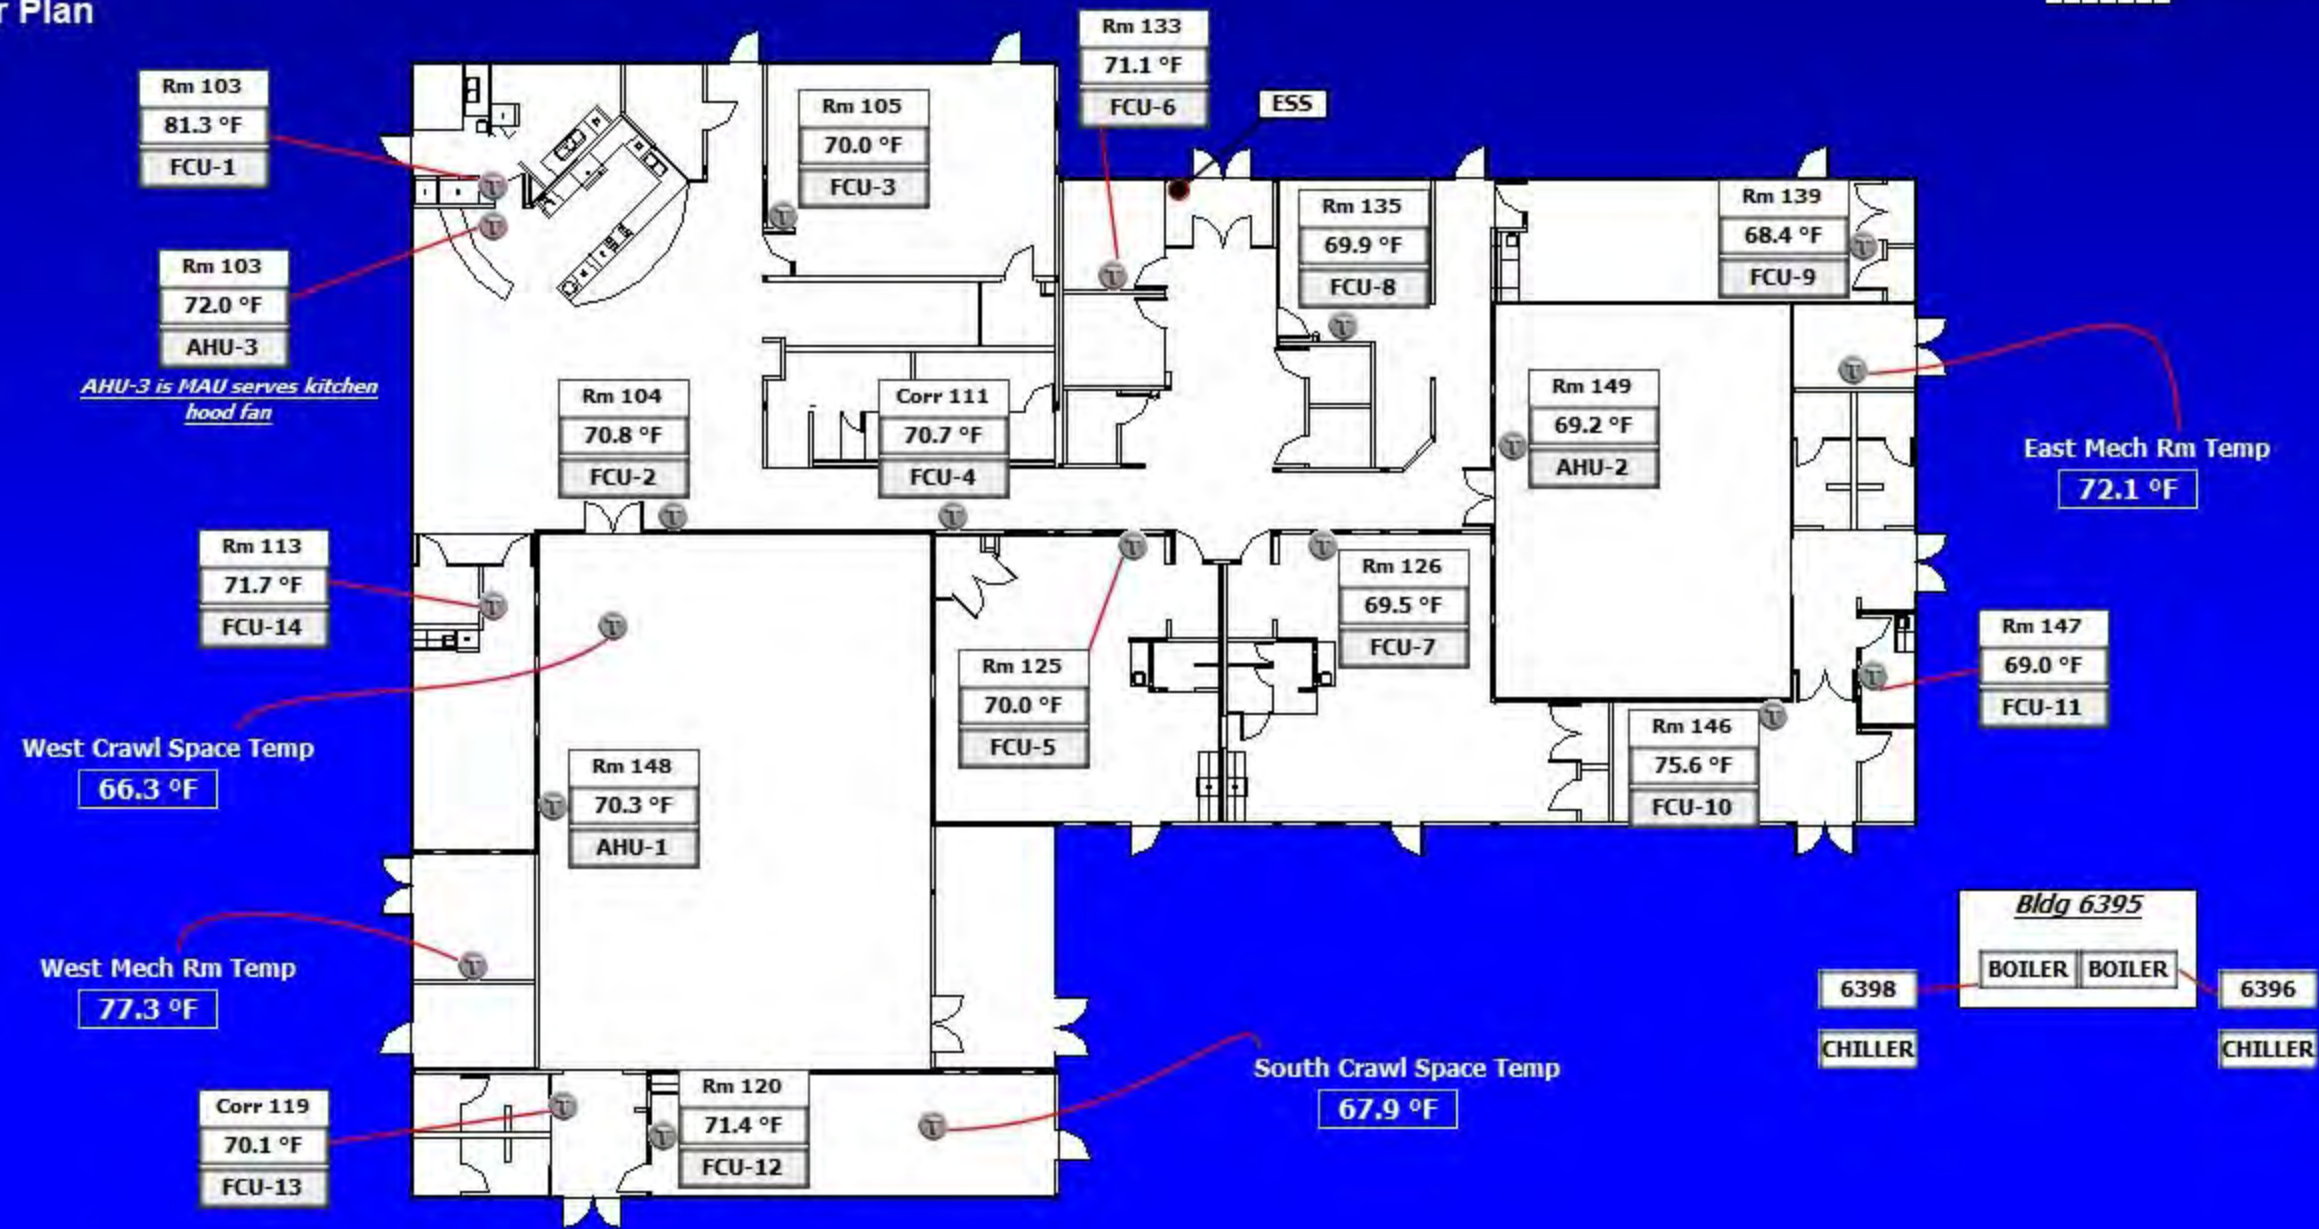 r Plan
Rm 133
71.1 °F
FCU-6
Rm 103
81.3 °F
FCU-1
Rm 105
70.0 °F
FCU-3
ESS
Rm 135
69.9 °F
FCU-8
Rm 139
68.4 °F
FCU-9
Rm 103
72.0 °F
AHU-3
AHU-3 is MAU serves kitchen
hood fan
Rm 104
70.8 °F
FCU-2
Corr 111
70.7 °F
FCU-4
Rm 149
69.2 °F
AHU-2
East Mech Rm Temp
72.1 ºF
Rm 113
71.7 °F
FCU-14
Rm 126
69.5 °F
FCU-7
Rm 125
70.0 °F
FCU-5
Rm 147
69.0 °F
FCU-11
Rm 146
75.6 °F
FCU-10
West Crawl Space Temp
66.3 ºF
Rm 148
70.3 °F
AHU-1
West Mech Rm Temp
77.3 ºF
Bldg 6395
BOILER BOILER
6398
6396
CHILLER
CHILLER
South Crawl Space Temp
67.9 ºF
Corr 119
70.1 °F
FCU-13
Rm 120
71.4 °F
FCU-12